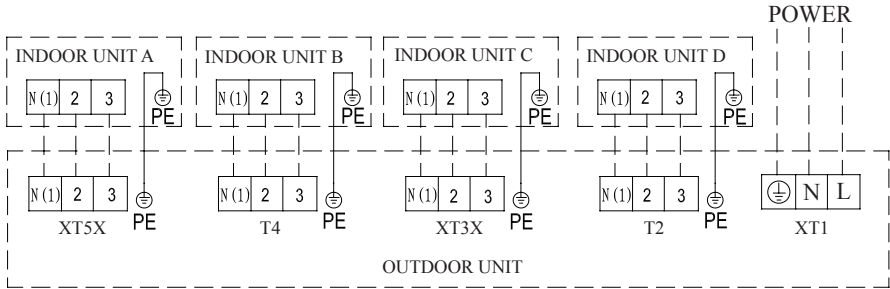 POWER
INDOOR UNIT A INDOOR UNIT B INDOOR UNIT C INDOOR UNIT D
N(1) 2 3 PE N(1) 2 3 PE N(1) 2 3 PE N(1) 2 3 PE
N(1) 2 3 PE N(1) 2 3 PE N(1) 2 3 PE N(1) 2 3 PE N L
XT5X T4 XT3X T2 XT1
OUTDOOR UNIT